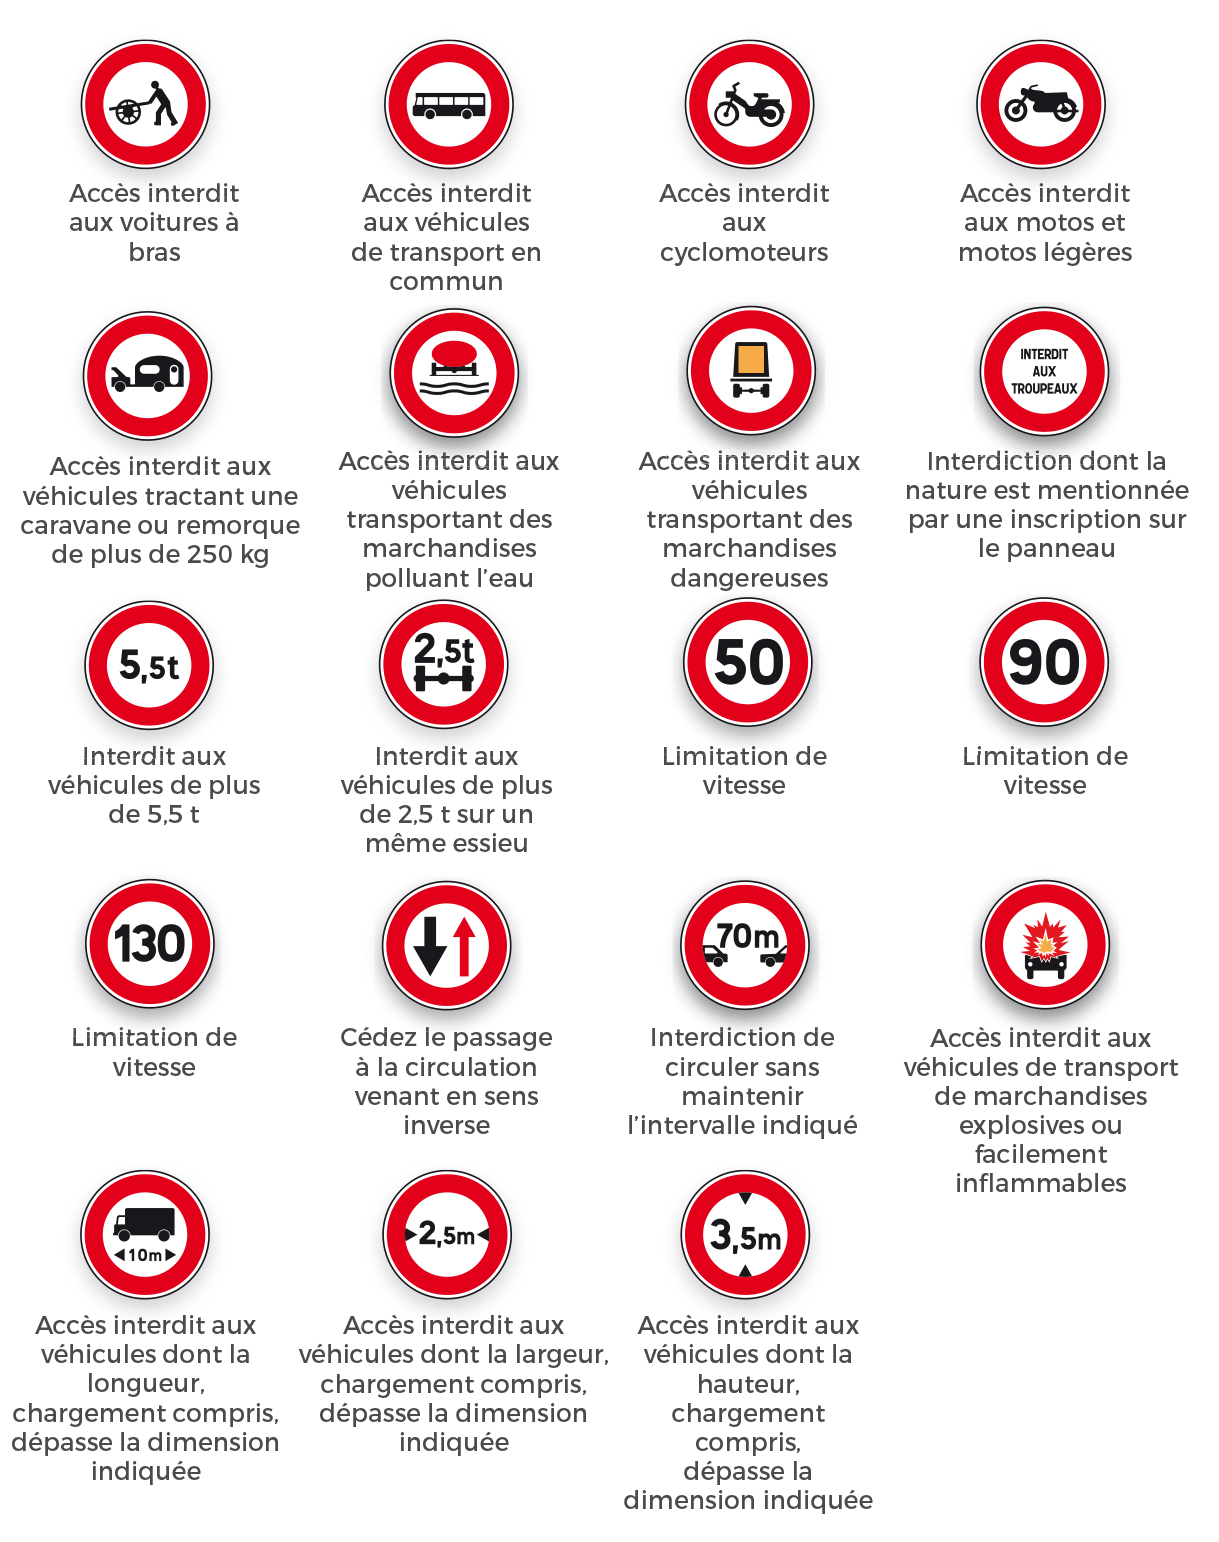 Accès interdit
aux voitures à
bras
Accès interdit
aux véhicules
de transport en
commun
Accès interdit
aux
cyclomoteurs
Accès interdit
aux motos et
motos légères
Accès interdit aux
véhicules tractant une
caravane ou remorque
de plus de 250 kg
Accès interdit aux
véhicules
transportant des
marchandises
polluant l’eau
Accès interdit aux
véhicules
transportant des
marchandises
dangereuses
INTERDIT
AUX
TROUPEAUX
Interdiction dont la
nature est mentionnée
par une inscription sur
le panneau
5,5t
Interdit aux
véhicules de plus
de 5,5 t
2,5t
Interdit aux
véhicules de plus
de 2,5 t sur un
même essieu
50
Limitation de
vitesse
90
Limitation de
vitesse
130
Limitation de
vitesse
Cédez le passage
à la circulation
venant en sens
inverse
70m
Interdiction de
circuler sans
maintenir
l’intervalle indiqué
Accès interdit aux
véhicules de transport
de marchandises
explosives ou
facilement
inflammables
10m
Accès interdit aux
véhicules dont la
longueur,
chargement compris,
dépasse la dimension
indiquée
2,5m
Accès interdit aux
véhicules dont la largeur,
chargement compris,
dépasse la dimension
indiquée
3,5m
Accès interdit aux
véhicules dont la
hauteur,
chargement
compris,
dépasse la
dimension indiquée